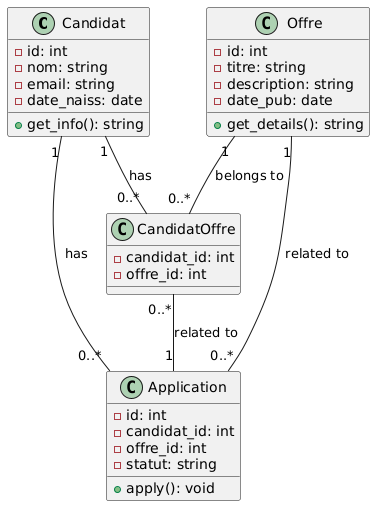 C Candidat
id: int
nom: string
email: string
date_naiss: date
get_info(): string
C Offre
id: int
titre: string
description: string
date_pub: date
get_details(): string
1
1
1
1
has
belongs to
0..*
0..*
C CandidatOffre
candidat_id: int
offre_id: int
has
related to
0..*
related to
0..*
1
0..*
C Application
id: int
candidat_id: int
offre_id: int
statut: string
apply(): void